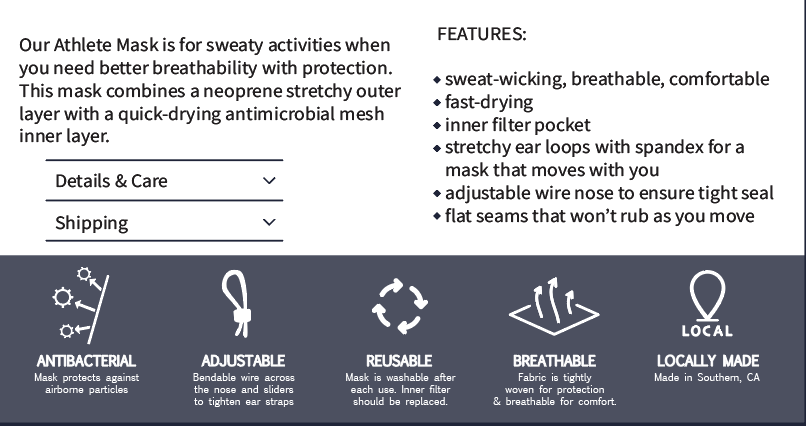 Our Athlete Mask is for sweaty activities when
you need better breathability with protection.
This mask combines a neoprene stretchy outer
layer with a quick-drying antimicrobial mesh
inner layer.
Details & Care
Shipping
FEATURES:
sweat-wicking, breathable, comfortable
fast-drying
inner filter pocket
stretchy ear loops with spandex for a
mask that moves with you
adjustable wire nose to ensure tight seal
flat seams that won't rub as you move
ANTIBACTERIAL
Mask protects against
airborne particles
ADJUSTABLE
Bendable wire across
the nose and sliders
to tighten ear straps
REUSABLE
Mask is washable after
each use. Inner filter
should be replaced.
BREATHABLE
Fabric is tightly
woven for protection
& breathable for comfort.
LOCAL
LOCALLY MADE
Made in Southern, CA